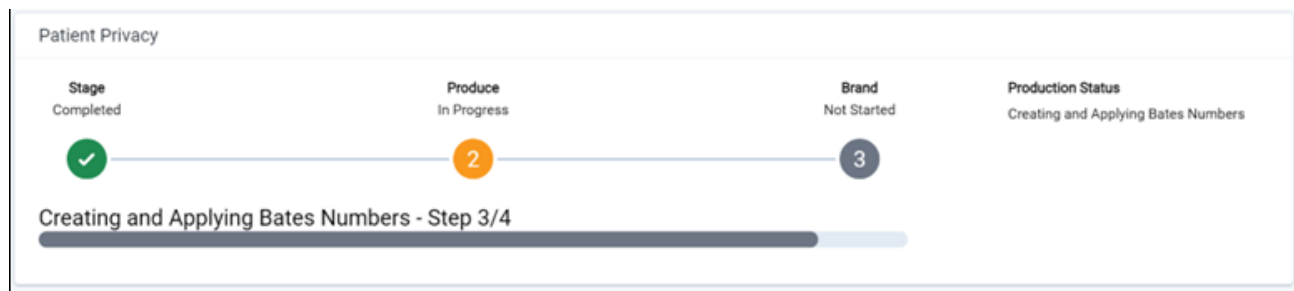 Patient Privacy
Stage
Completed
Produce
In Progress
2
Brand
Not Started
3
Production Status
Creating and Applying Bates Numbers
Creating and Applying Bates Numbers - Step 3/4